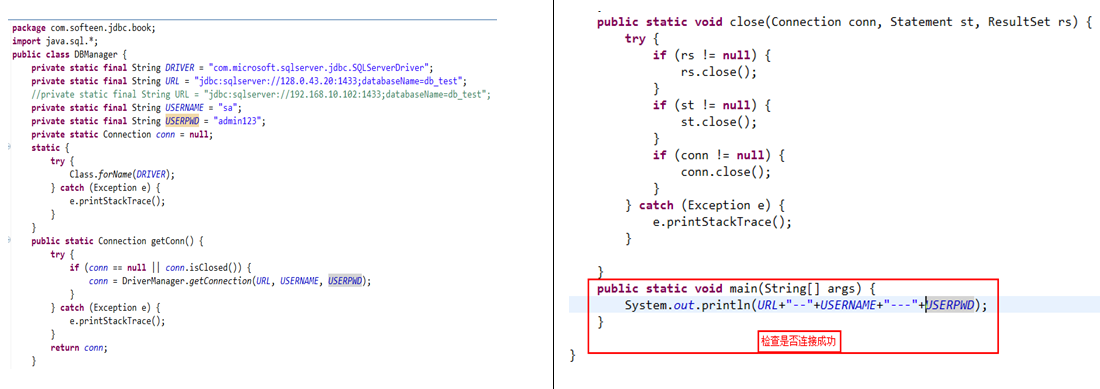 package com.softeen.jdbc.book;
import java.sql.*;
public class DBManager {
private static final String DRIVER = "com.microsoft.sqlserver.jdbc.SQLServerDriver";
private static final String URL = "jdbc:sqlserver://128.0.43.20:1433;databaseName=db_test";
//private static final String URL = "jdbc:sqlserver://192.168.10.102:1433;databaseName=db_test";
private static final String USERNAME = "sa";
private static final String USERPWD = "admin123";
private static Connection conn = null;
static {
try {
Class.forName(DRIVER);
} catch (Exception e) {
e.printStackTrace();
}
}
public static Connection getConn() {
try {
if (conn == null || conn.isClosed()) {
conn = DriverManager.getConnection(URL, USERNAME, USERPWD);
}
} catch (Exception e) {
e.printStackTrace();
}
return conn;
}
public static void close(Connection conn, Statement st, ResultSet rs) {
try {
if (rs != null) {
rs.close();
}
if (st != null) {
st.close();
}
if (conn != null) {
conn.close();
}
} catch (Exception e) {
e.printStackTrace();
}
}
public static void main(String[] args) {
System.out.println(URL+"--"+USERNAME+"---"+USERPWD);
}
检查是否连接成功
}